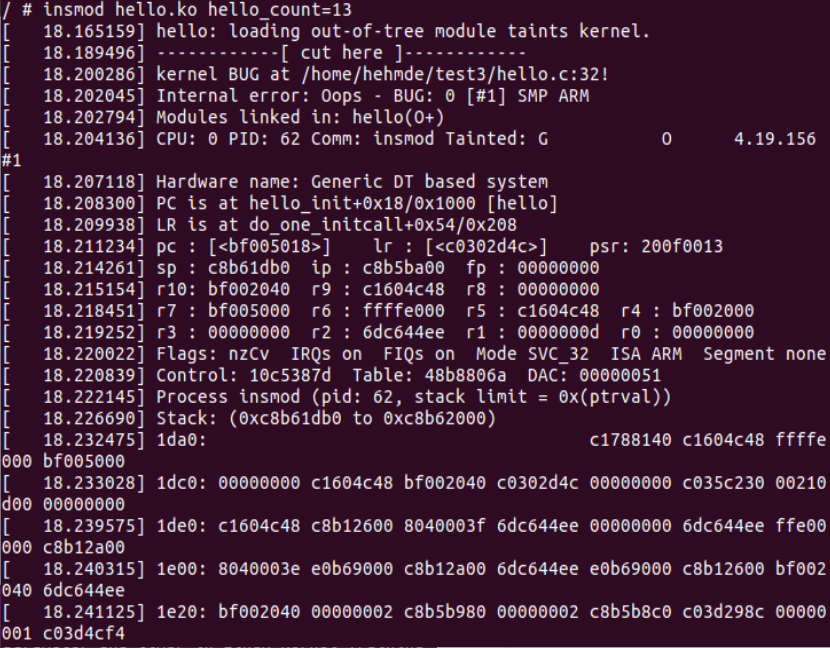 / # insmod hello.ko hello_count=13
[   18.165159] hello: loading out-of-tree module taints kernel.
[   18.189496] ------------[ cut here ]------------
[   18.200286] kernel BUG at /home/hehmde/test3/hello.c:32!
[   18.202045] Internal error: Oops - BUG: 0 [#1] SMP ARM
[   18.202794] Modules linked in: hello(O+)
[   18.204136] CPU: 0 PID: 62 Comm: insmod Tainted: G           O      4.19.156
#1
[   18.207118] Hardware name: Generic DT based system
[   18.208300] PC is at hello_init+0x18/0x1000 [hello]
[   18.209938] LR is at do_one_initcall+0x54/0x208
[   18.211234] pc : [<bf005018>]    lr : [<c0302d4c>]    psr: 200f0013
[   18.214261] sp : c8b61db0  ip : c8b5ba00  fp : 00000000
[   18.215154] r10: bf002040  r9 : c1604c48  r8 : 00000000
[   18.218451] r7 : bf005000  r6 : ffffe000  r5 : c1604c48  r4 : bf002000
[   18.219252] r3 : 00000000  r2 : 6dc644ee  r1 : 0000000d  r0 : 00000000
[   18.220022] Flags: nzCv  IRQs on  FIQs on  Mode SVC_32  ISA ARM  Segment none
[   18.220839] Control: 10c5387d  Table: 48b8806a  DAC: 00000051
[   18.222145] Process insmod (pid: 62, stack limit = 0x(ptrval))
[   18.226690] Stack: (0xc8b61db0 to 0xc8b62000)
[   18.232475] 1da0:                                     c1788140 c1604c48 ffffe
000 bf005000
[   18.233028] 1dc0: 00000000 c1604c48 bf002040 c0302d4c 00000000 c035c230 00210
d00 00000000
[   18.239575] 1de0: c1604c48 c8b12600 8040003f 6dc644ee 00000000 6dc644ee ffe00
000 c8b12a00
[   18.240315] 1e00: 8040003e e0b69000 c8b12a00 6dc644ee e0b69000 c8b12600 bf002
040 6dc644ee
[   18.241125] 1e20: bf002040 00000002 c8b5b980 00000002 c8b5b8c0 c03d298c 00000
001 c03d4cf4